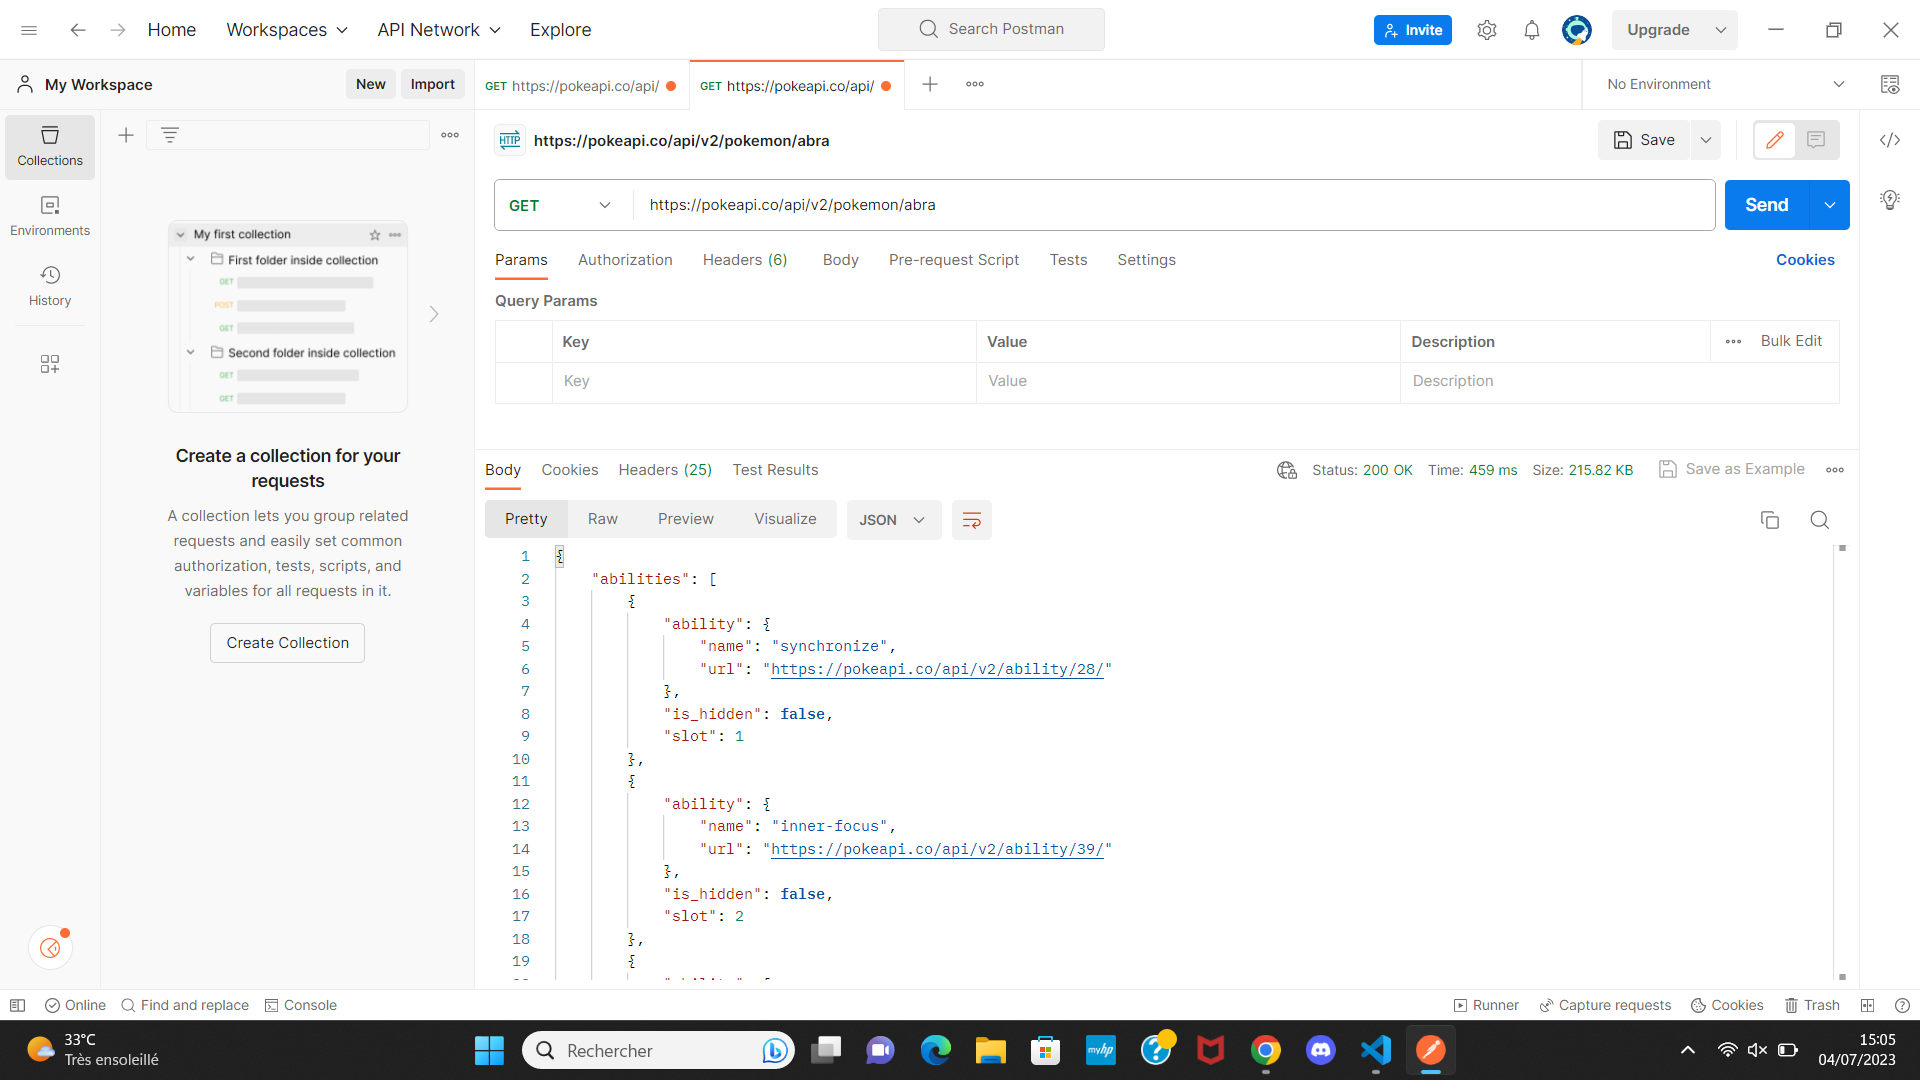 Home Workspaces API Network Explore Search Postman Invite Upgrade
My Workspace New Import GET https://pokeapi.co/api/ GET https://pokeapi.co/api/ No Environment
HTTP https://pokeapi.co/api/v2/pokemon/abra Save
Collections
Environments
History
GET https://pokeapi.co/api/v2/pokemon/abra Send
My first collection
First folder inside collection
GET
POST
GET
Second folder inside collection
GET
GET
Create a collection for your
requests
A collection lets you group related
requests and easily set common
authorization, tests, scripts, and
variables for all requests in it.
Create Collection
Params Authorization Headers (6) Body Pre-request Script Tests Settings Cookies
Query Params
Key Value Description Bulk Edit
Key Value Description
Body Cookies Headers (25) Test Results Status: 200 OK Time: 459 ms Size: 215.82 KB Save as Example
Pretty Raw Preview Visualize JSON
1 {
2 "abilities": [
3 {
4 "ability": {
5 "name": "synchronize",
6 "url": "https://pokeapi.co/api/v2/ability/28/"
7 },
8 "is_hidden": false,
9 "slot": 1
10 },
11 {
12 "ability": {
13 "name": "inner-focus",
14 "url": "https://pokeapi.co/api/v2/ability/39/"
15 },
16 "is_hidden": false,
17 "slot": 2
18 },
19 {
Online Find and replace Console Runner Capture requests Cookies Trash
33°C
Très ensoleillé
Rechercher
myhp
15:05
04/07/2023